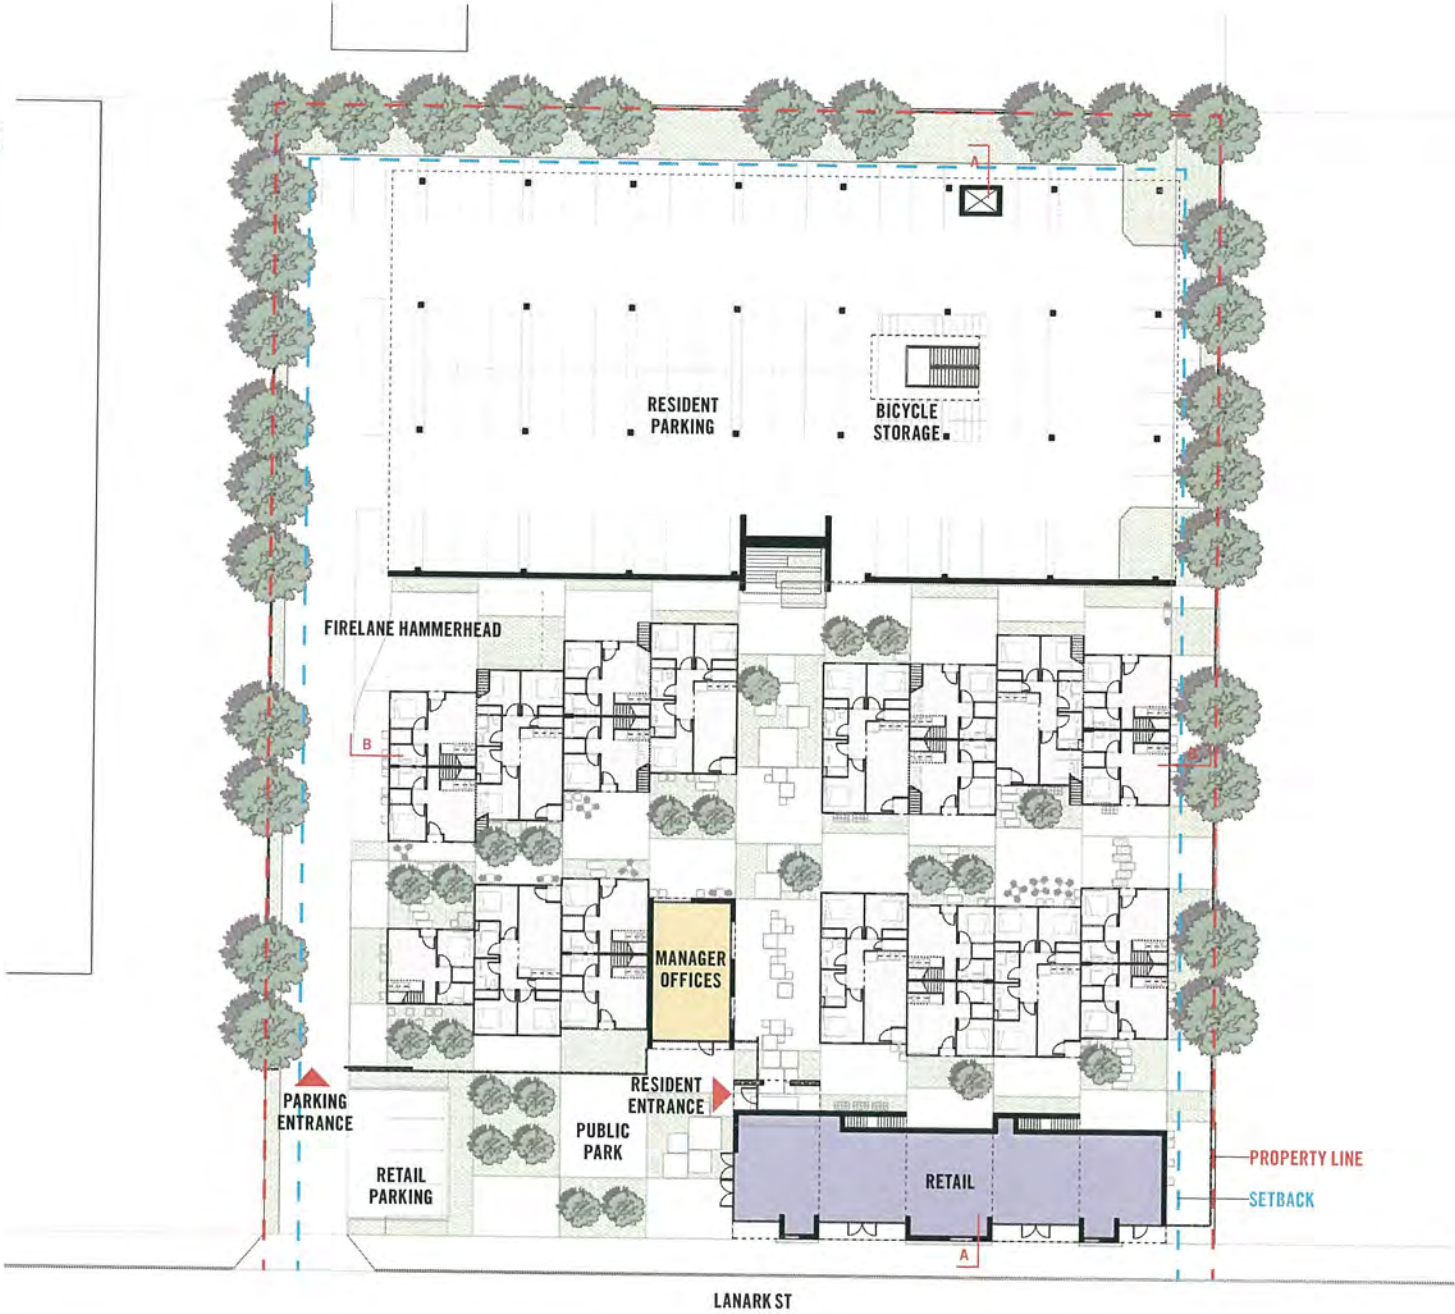 A
RESIDENT
PARKING
BICYCLE
STORAGE
FIRELANE HAMMERHEAD
B
B
MANAGER
OFFICES
RESIDENT
ENTRANCE
PARKING
ENTRANCE
PUBLIC
PARK
RETAIL
PARKING
RETAIL
PROPERTY LINE
SETBACK
A
LANARK ST